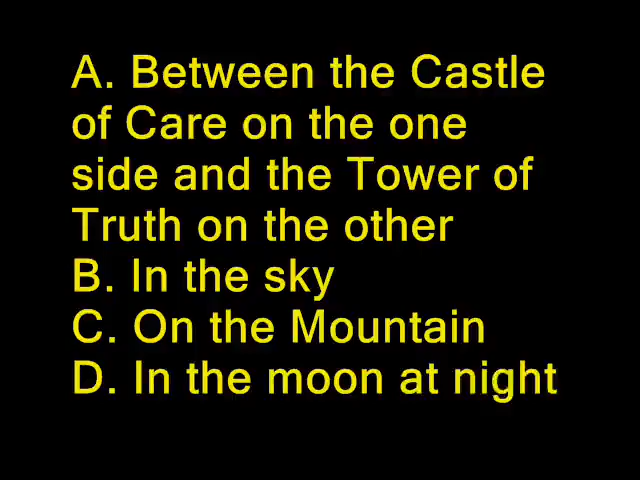 A. Between the Castle
of Care on the one
side and the Tower of
Truth on the other
B. In the sky
C. On the Mountain
D. In the moon at night